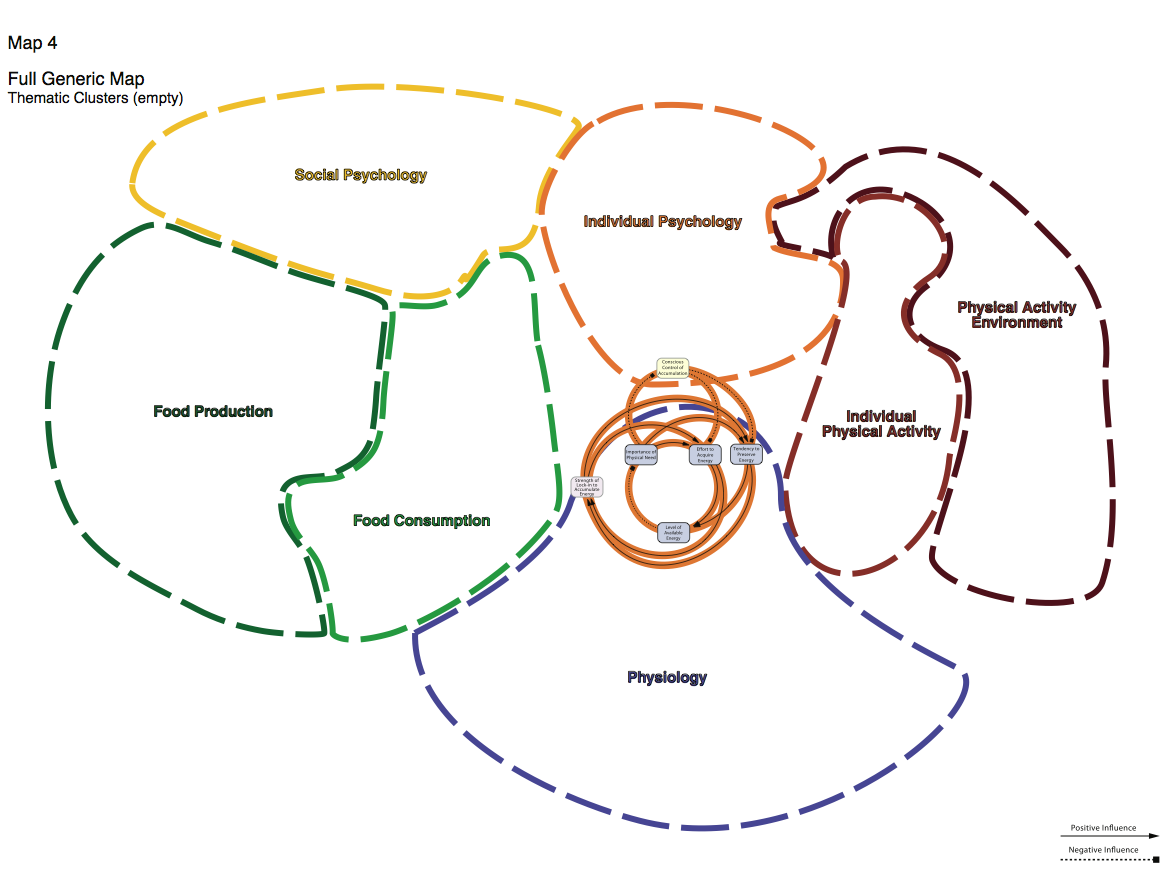 Map 4
Full Generic Map
Thematic Clusters (empty)
Social Psychology
Individual Psychology
Physical Activity
Environment
Food Production
Individual
Physical Activity
Food Consumption
Conscious
Control of
Accumulation
Importance of
Physical Need
Effort to
Acquire
Energy
Tendency to
Preserve
Energy
Strength of
Lock-in to
Accumulate
Energy
Level of
Available
Energy
Physiology
Positive Influence
Negative Influence